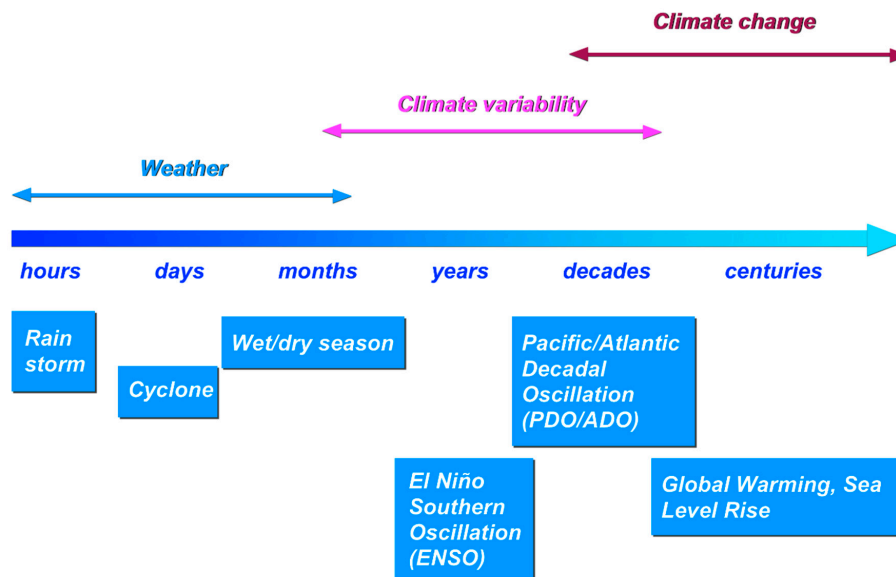 Climate change
Climate variability
Weather
hours days months years decades centuries
Rain
storm
Cyclone
Wet/dry season
El Niño
Southern
Oscillation
(ENSO)
Pacific/Atlantic
Decadal
Oscillation
(PDO/ADO)
Global Warming, Sea
Level Rise